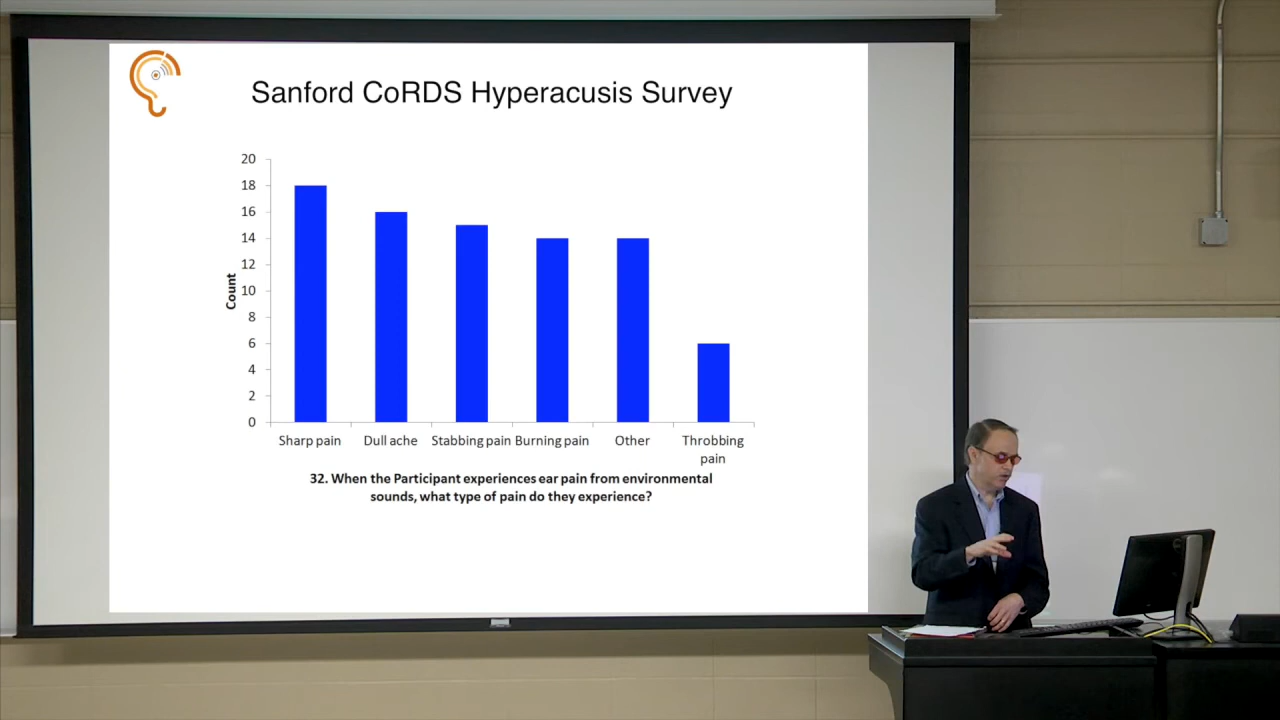 Sanford CoRDS Hyperacusis Survey
20
18
16
14
12
10
8
6
4
2
0
Count
Sharp pain
Dull ache
Stabbing pain
Burning pain
Other
Throbbing
pain
32. When the Participant experiences ear pain from environmental
sounds, what type of pain do they experience?